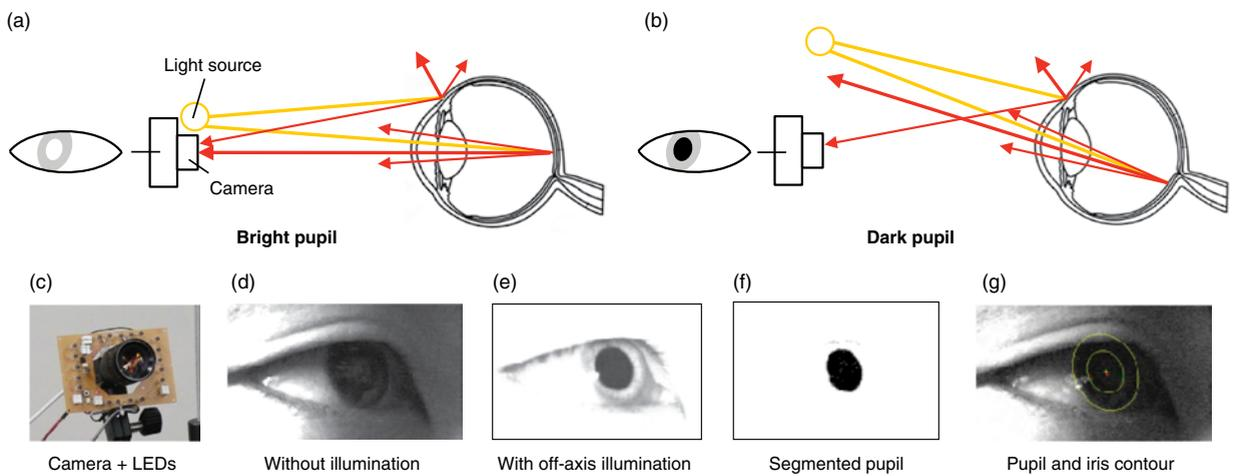 (a)
Light source
Camera
Bright pupil
(b)
Dark pupil
(c)
Camera + LEDs
(d)
Without illumination
(e)
With off-axis illumination
(f)
Segmented pupil
(g)
Pupil and iris contour